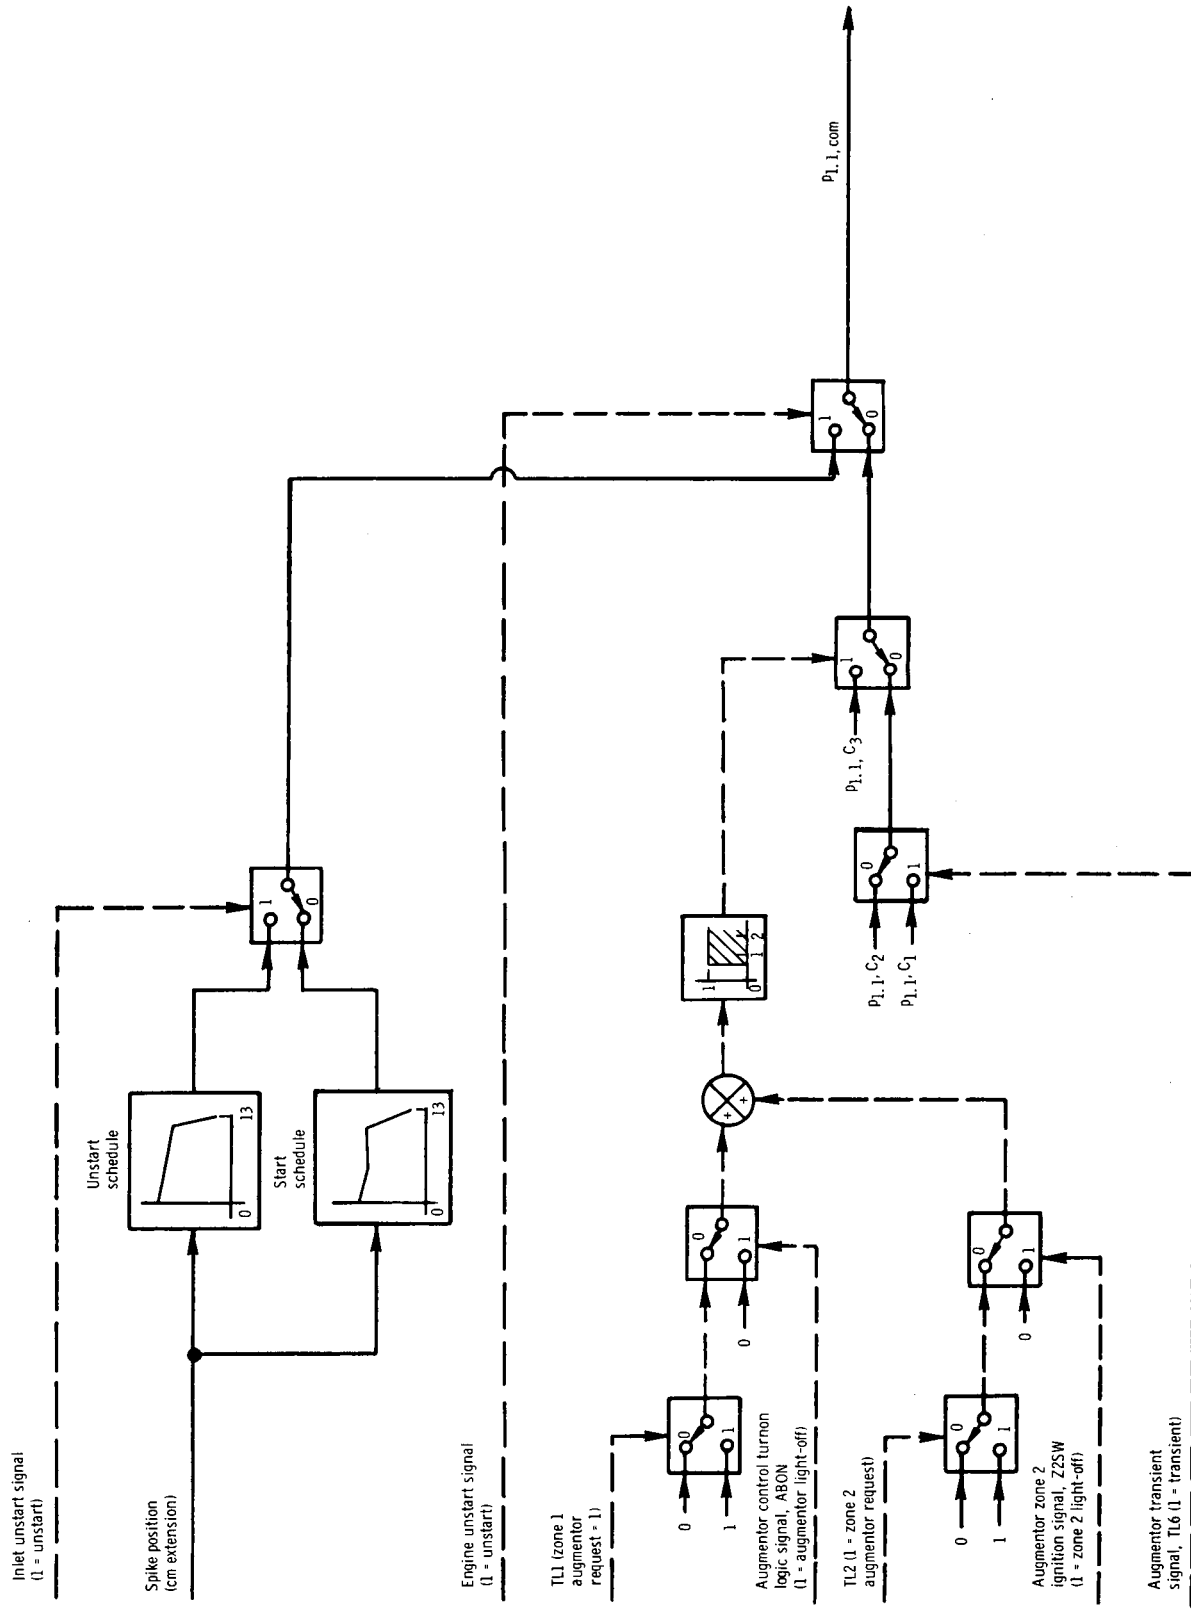 Inlet unstart signal
(1 = unstart)
Spike position
(cm extension)
Unstart
schedule
0
13
Start
schedule
0
13
1
0
Engine unstart signal
(1 = unstart)
1
0
P1.1, com
TL1 (zone 1
augmentor
request = 1)
0
1
0
1
Augmentor control turnon
logic signal, ABON
(1 = augmentor light-off)
0
0
1
1
0
1 2
P1.1, C3
1
0
TL2 (1 = zone 2
augmentor request)
0
1
0
1
Augmentor zone 2
ignition signal, Z2SW
(1 = zone 2 light-off)
0
0
1
P1.1, C2
P1.1, C1
0
1
Augmentor transient
signal, TL6 (1 = transient)